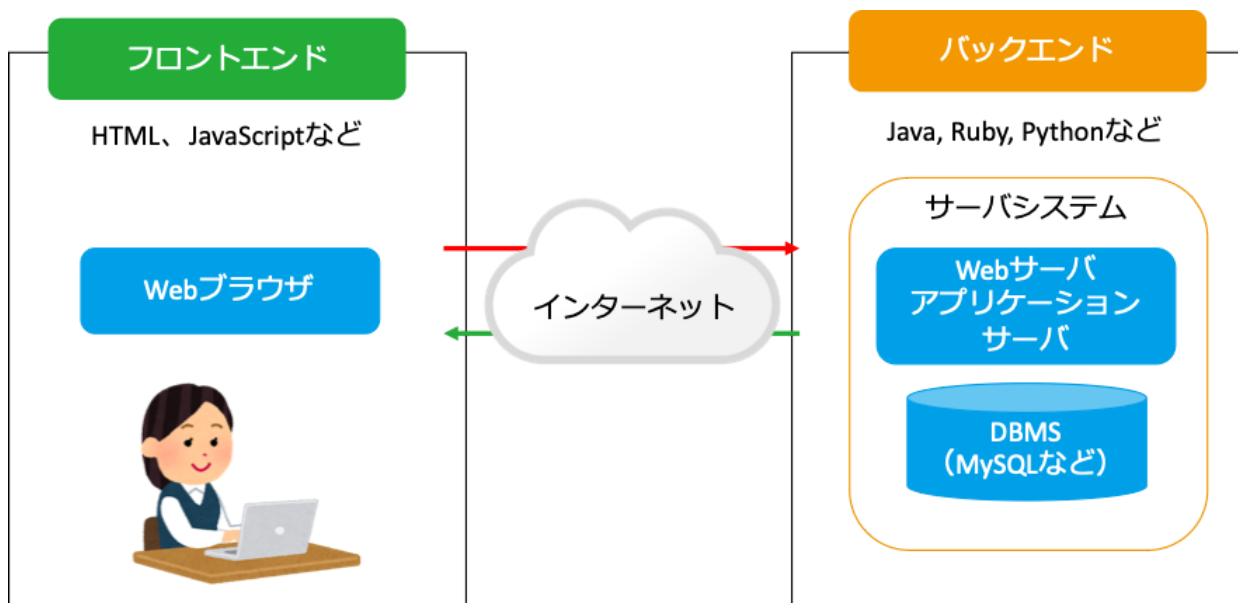 フロントエンド
HTML、JavaScriptなど
Webブラウザ
インターネット
バックエンド
Java, Ruby, Pythonなど
サーバシステム
Webサーバ
アプリケーション
サーバ
DBMS
（MySQLなど）